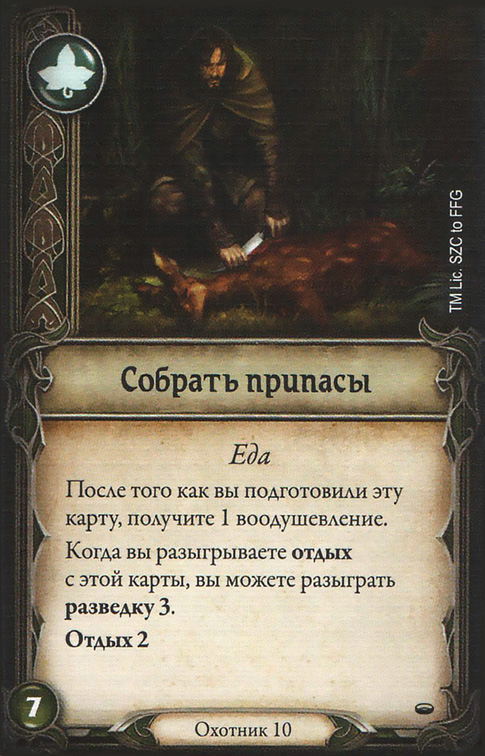 TM Lic. SZC to FFG
Собрать припасы
Еда
После того как вы подготовили эту
карту, получите 1 воодушевление.
Когда вы разыгрываете отдых
с этой карты, вы можете разыграть
разведку 3.
Отдых 2
7
Охотник 10